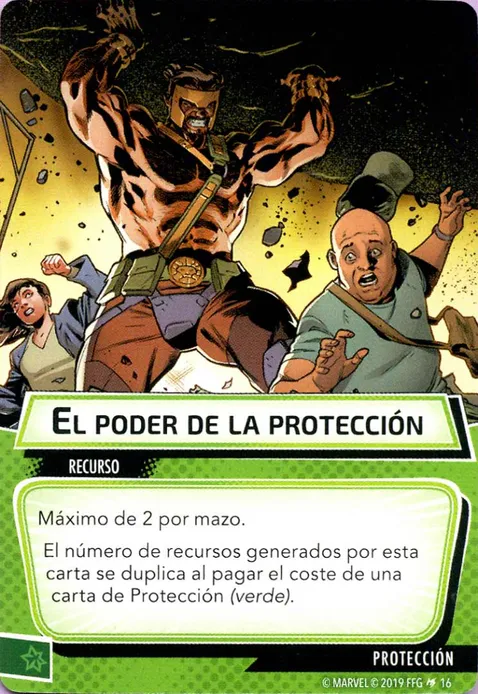 EL PODER DE LA PROTECCIÓN
RECURSO
Máximo de 2 por mazo.
El número de recursos generados por esta
carta se duplica al pagar el coste de una
carta de Protección (verde).
PROTECCIÓN
© MARVEL © 2019 FFG 16